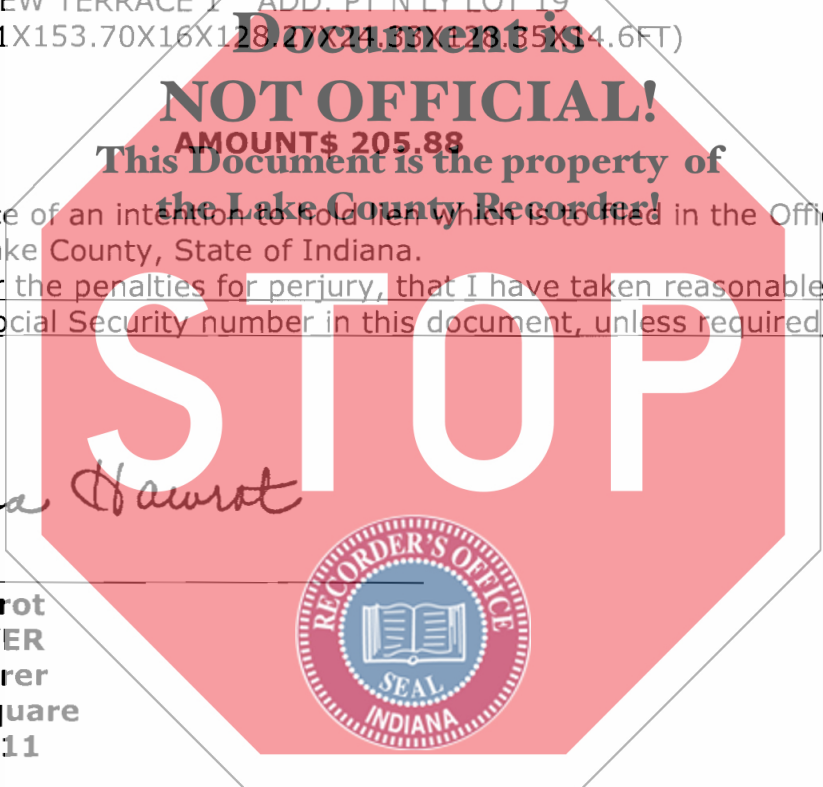 EW TERRACE 1 ADD. PT N'LY LOT 19
1X153.70X16X128.27X24.33X128.35X14.6FT)
Document is
NOT OFFICIAL!
AMOUNT$ 205.88
This Document is the property of
the Lake County Recorder!
e of an intention to hold lien which is to filed in the Offi
ke County, State of Indiana.
r the penalties for perjury, that I have taken reasonable
ocial Security number in this document, unless required
STOP
a Hawrot
RECORDER'S OFFICE
SEAL
INDIANA
rot
ER
rer
quare
11